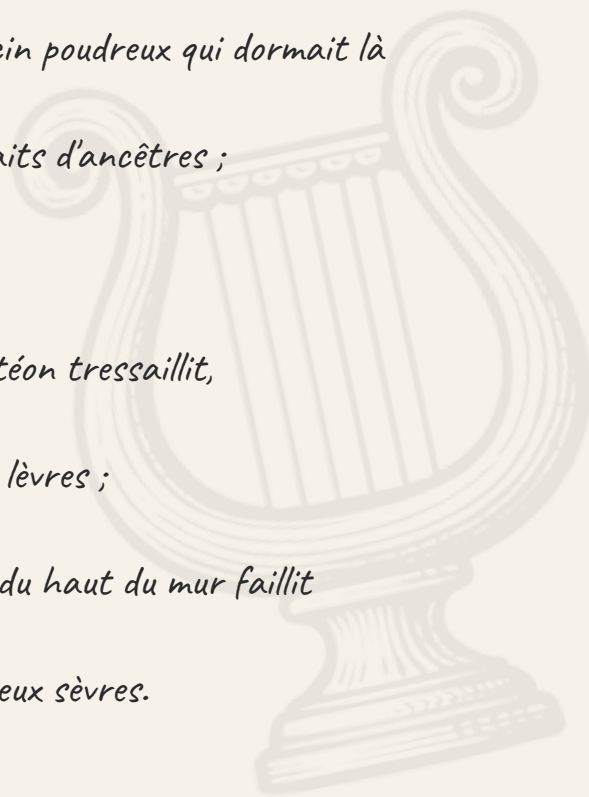 ein poudreux qui dormait là
aits d'ancêtres ;
téon tressaillit,
lèvres ;
du haut du mur faillit
eux sèvres.